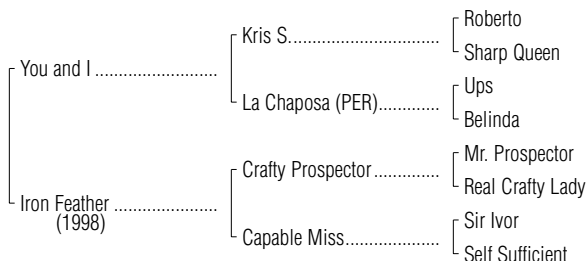 Roberto
Kris S.
Sharp Queen
You and I
Ups
La Chaposa (PER)
Belinda
Mr. Prospector
Crafty Prospector
Real Crafty Lady
Iron Feather
(1998)
Sir Ivor
Capable Miss
Self Sufficient